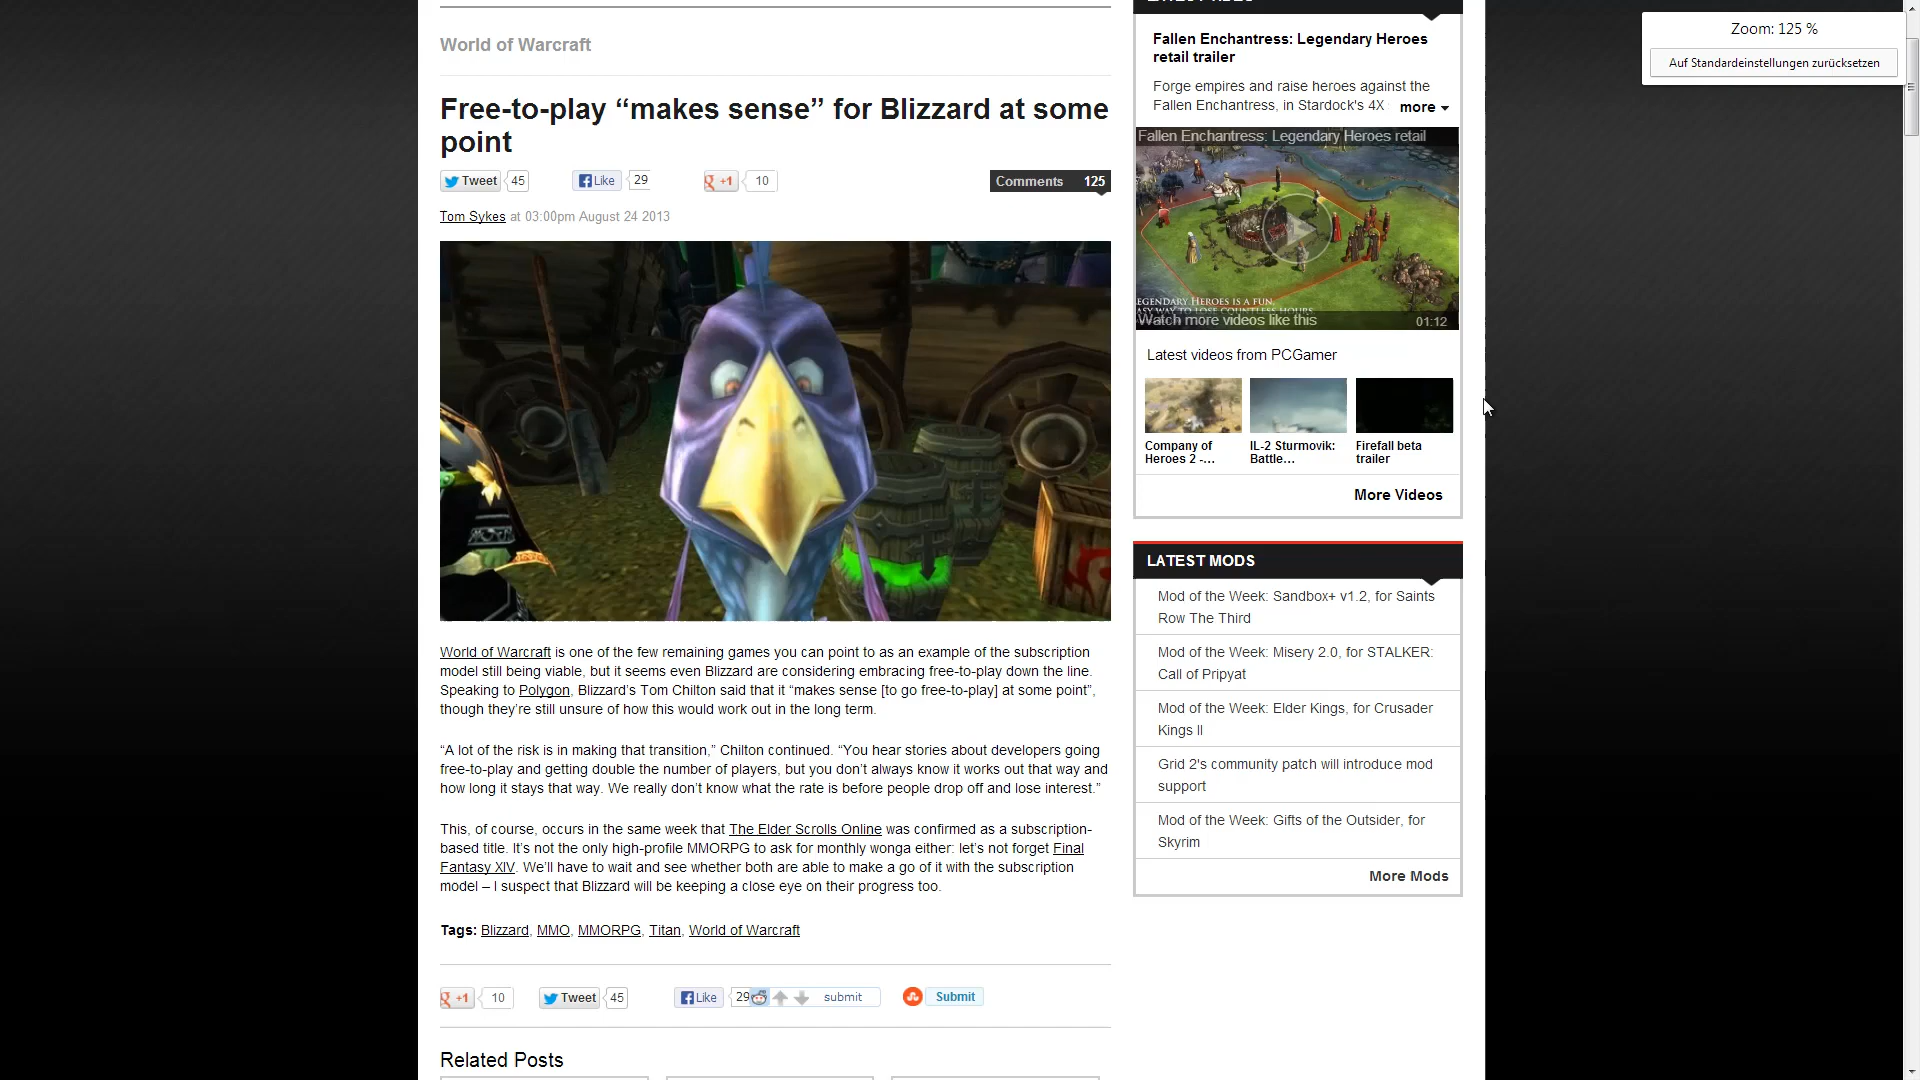 World of Warcraft
Free-to-play “makes sense” for Blizzard at some
point
Tweet 45 Like 29 +1 10 Comments 125
Tom Sykes at 03:00pm August 24 2013
World of Warcraft is one of the few remaining games you can point to as an example of the subscription
model still being viable, but it seems even Blizzard are considering embracing free-to-play down the line.
Speaking to Polygon, Blizzard’s Tom Chilton said that it “makes sense [to go free-to-play] at some point”,
though they’re still unsure of how this would work out in the long term.
“A lot of the risk is in making that transition,” Chilton continued. “You hear stories about developers going
free-to-play and getting double the number of players, but you don’t always know it works out that way and
how long it stays that way. We really don’t know what the rate is before people drop off and lose interest.”
This, of course, occurs in the same week that The Elder Scrolls Online was confirmed as a subscription-
based title. It’s not the only high-profile MMORPG to ask for monthly wonga either: let’s not forget Final
Fantasy XIV. We’ll have to wait and see whether both are able to make a go of it with the subscription
model – I suspect that Blizzard will be keeping a close eye on their progress too.
Tags: Blizzard, MMO, MMORPG, Titan, World of Warcraft
+1 10 Tweet 45 Like 29 submit Submit
Related Posts
Fallen Enchantress: Legendary Heroes
retail trailer
Forge empires and raise heroes against the
Fallen Enchantress, in Stardock's 4X more
Fallen Enchantress: Legendary Heroes retail
EGENDARY HEROES IS A FUN,
ASY WAY TO LOSE COUNTLESS HOURS
Watch more videos like this 01:12
Latest videos from PCGamer
Company of
Heroes 2 -...
IL-2 Sturmovik:
Battle...
Firefall beta
trailer
More Videos
LATEST MODS
Mod of the Week: Sandbox+ v1.2, for Saints
Row The Third
Mod of the Week: Misery 2.0, for STALKER:
Call of Pripyat
Mod of the Week: Elder Kings, for Crusader
Kings II
Grid 2's community patch will introduce mod
support
Mod of the Week: Gifts of the Outsider, for
Skyrim
More Mods
Zoom: 125 %
Auf Standardeinstellungen zurücksetzen